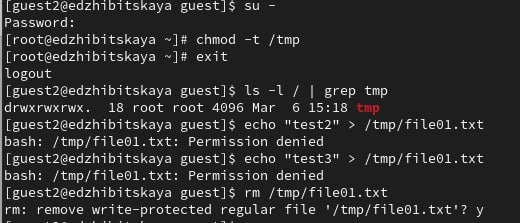 [guest2@edzhibitskaya guest]$ su -
Password:
[root@edzhibitskaya ~]# chmod -t /tmp
[root@edzhibitskaya ~]# exit
logout
[guest2@edzhibitskaya guest]$ ls -l / | grep tmp
drwxrwxrwx.  18 root root 4096 Mar  6 15:18 tmp
[guest2@edzhibitskaya guest]$ echo "test2" > /tmp/file01.txt
bash: /tmp/file01.txt: Permission denied
[guest2@edzhibitskaya guest]$ echo "test3" > /tmp/file01.txt
bash: /tmp/file01.txt: Permission denied
[guest2@edzhibitskaya guest]$ rm /tmp/file01.txt
rm: remove write-protected regular file '/tmp/file01.txt'? y